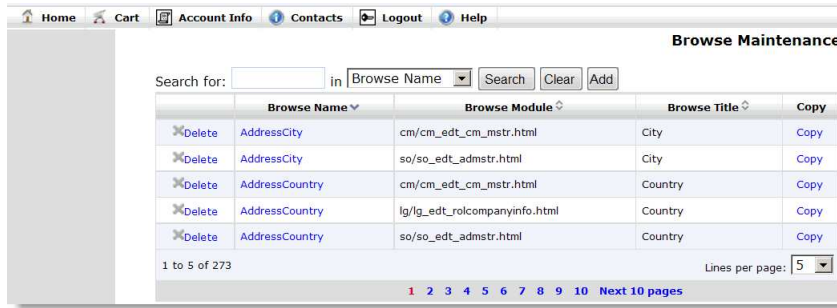 Home Cart Account Info Contacts Logout Help
Browse Maintenance
Search for: in Browse Name Search Clear Add
Browse Name Browse Module Browse Title Copy
Delete AddressCity cm/cm_edt_cm_mstr.html City Copy
Delete AddressCity so/so_edt_admstr.html City Copy
Delete AddressCountry cm/cm_edt_cm_mstr.html Country Copy
Delete AddressCountry lg/lg_edt_rolcompanyinfo.html Country Copy
Delete AddressCountry so/so_edt_admstr.html Country Copy
1 to 5 of 273 Lines per page: 5
1 2 3 4 5 6 7 8 9 10 Next 10 pages